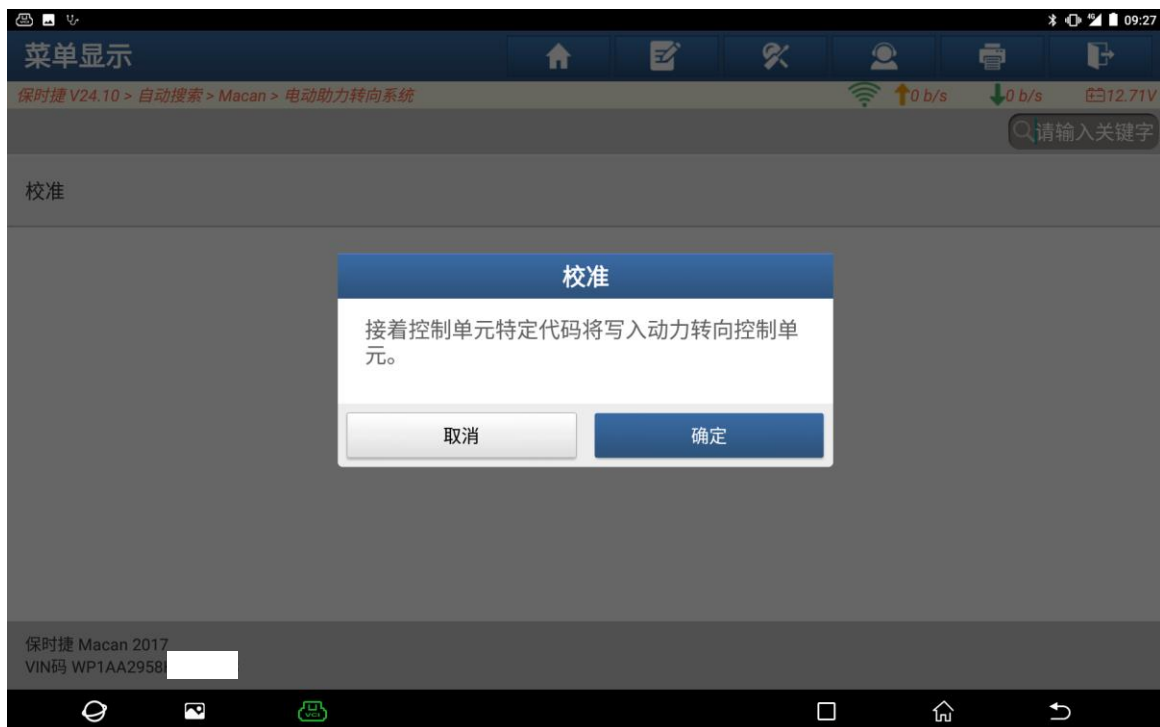 4G 09:27
菜单显示
保时捷 V24.10 > 自动搜索 > Macan > 电动助力转向系统 0 b/s 0 b/s 12.71V
请输入关键字
校准
校准
接着控制单元特定代码将写入动力转向控制单
元。
取消 确定
保时捷 Macan 2017
VIN码 WP1AA2958
VCI